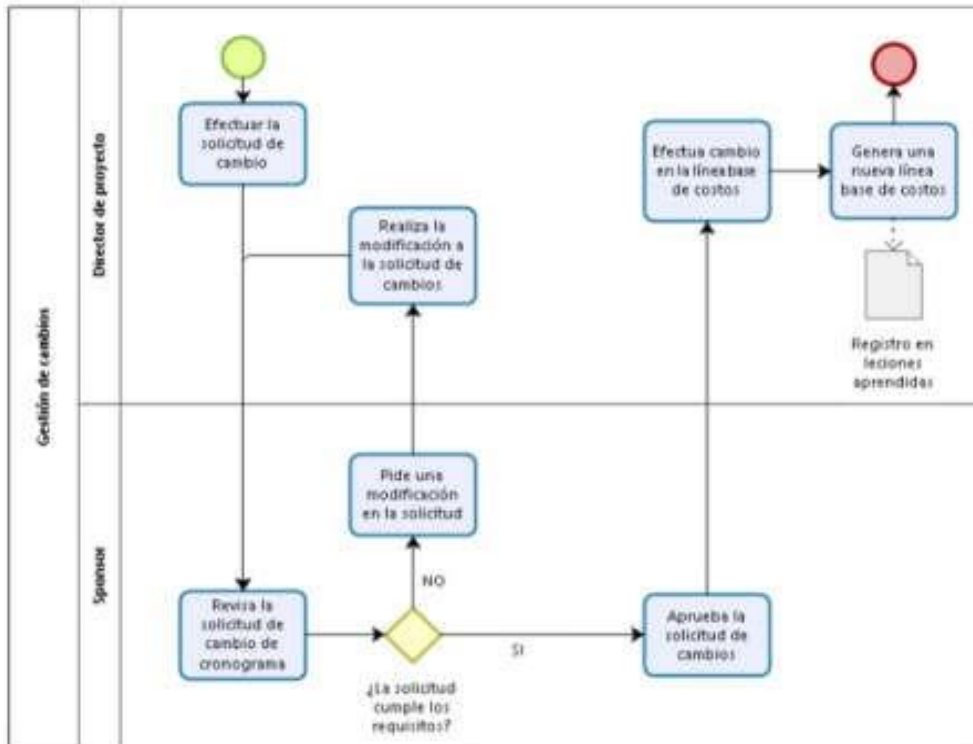 Gestión de cambios
Director de proyecto
Efectuar la
solicitud de
cambio
Realiza la
modificación a
la solicitud de
cambios
Efectua cambio
en la línea base
de costos
Genera una
nueva línea
base de costos
Registro en
leciones
aprendidas
Sponsor
Pide una
modificación
en la solicitud
NO
Revisa la
solicitud de
cambio de
cronograma
SI
¿La solicitud
cumple los
requisitos?
Aprueba la
solicitud de
cambios